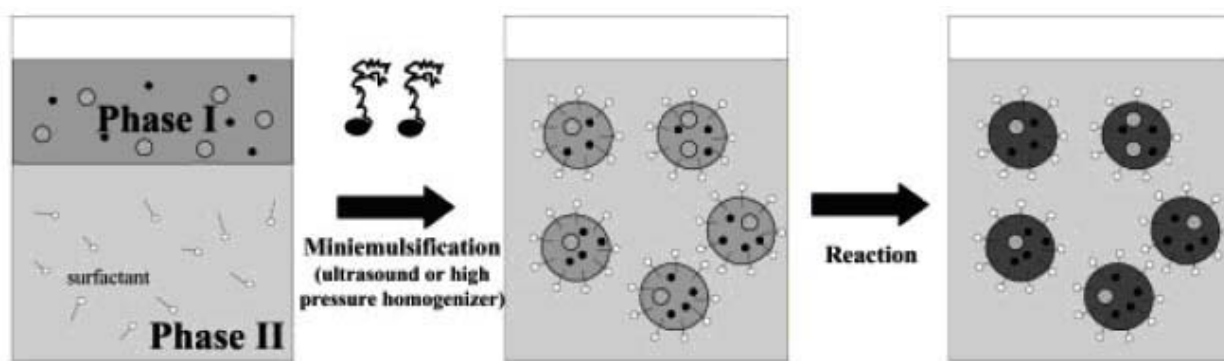 Phase I
surfactant
Phase II
Miniemulsification
(ultrasound or high
pressure homogenizer)
Reaction